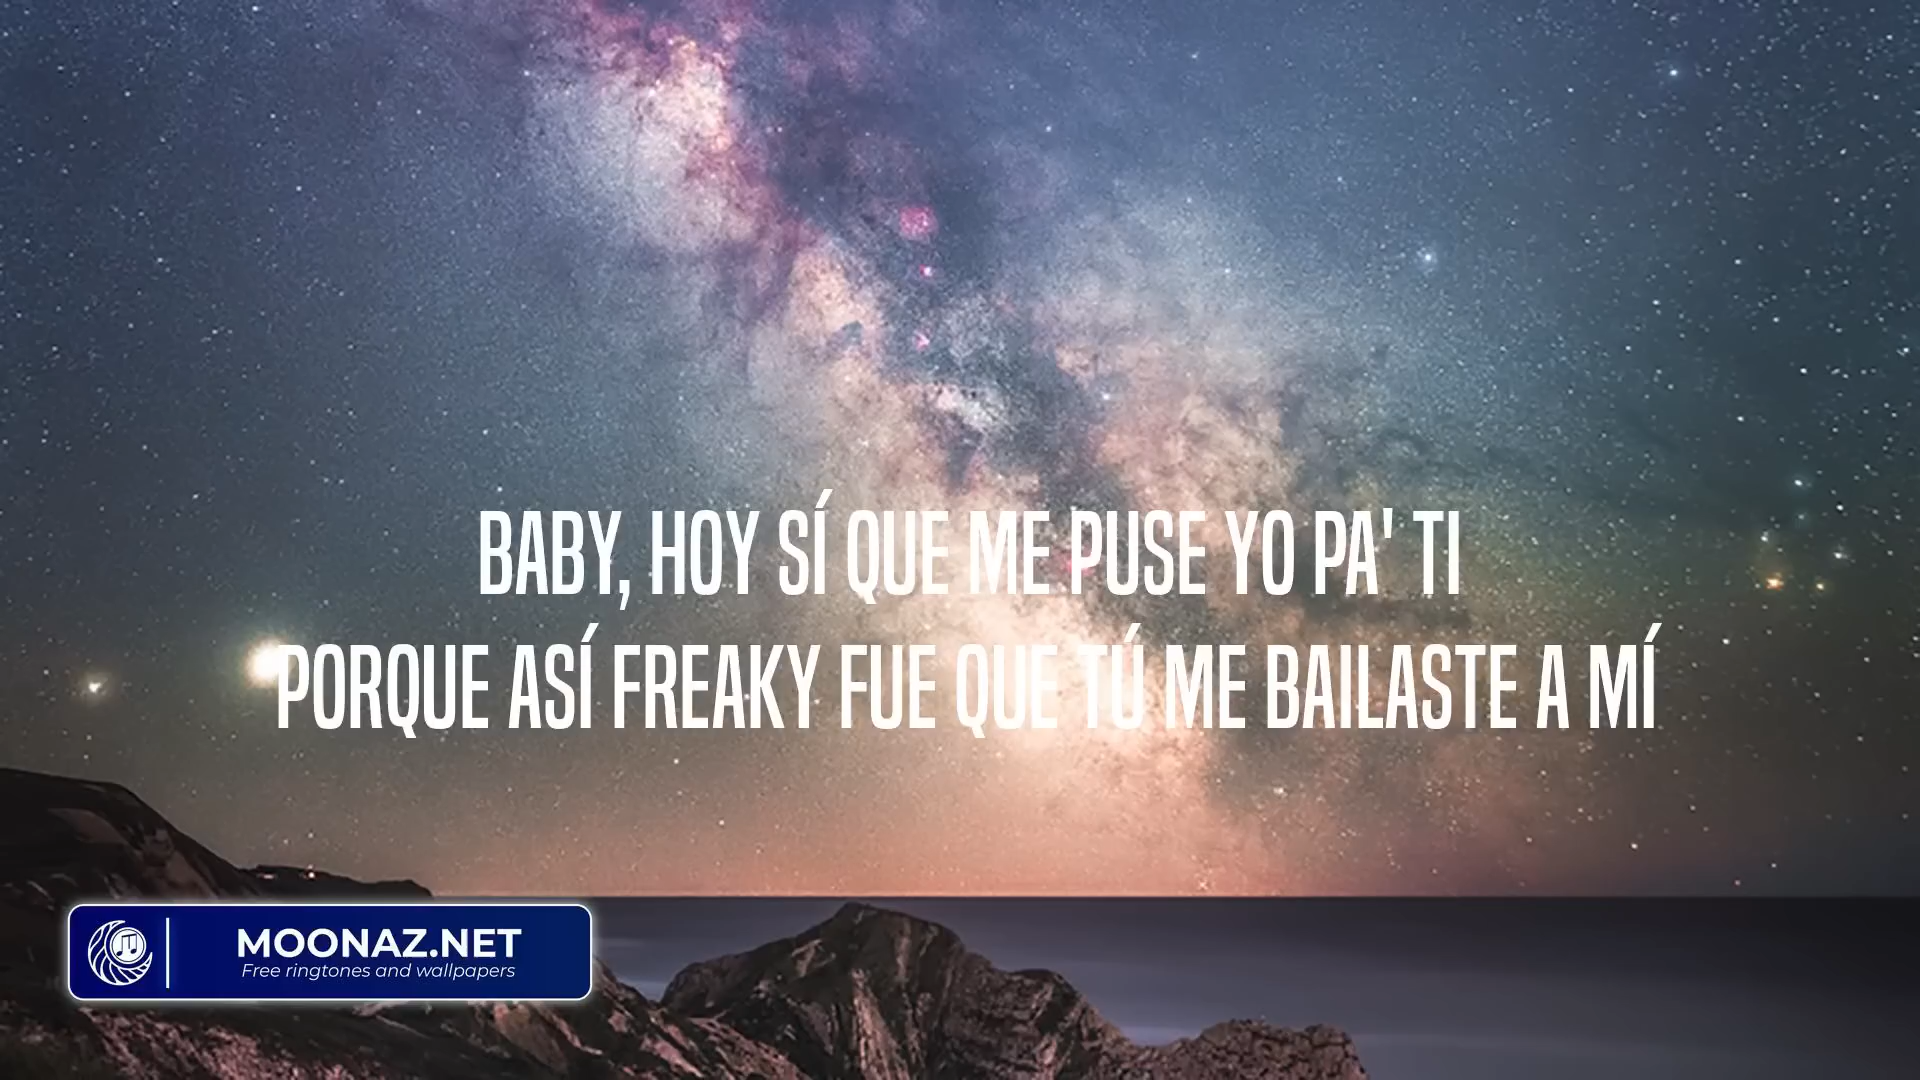 BABY, HOY SÍ QUE ME PUSE YO PA' TI
PORQUE ASÍ FREAKY FUE QUE TÚ ME BAILASTE A MÍ
MOONAZ.NET
Free ringtones and wallpapers